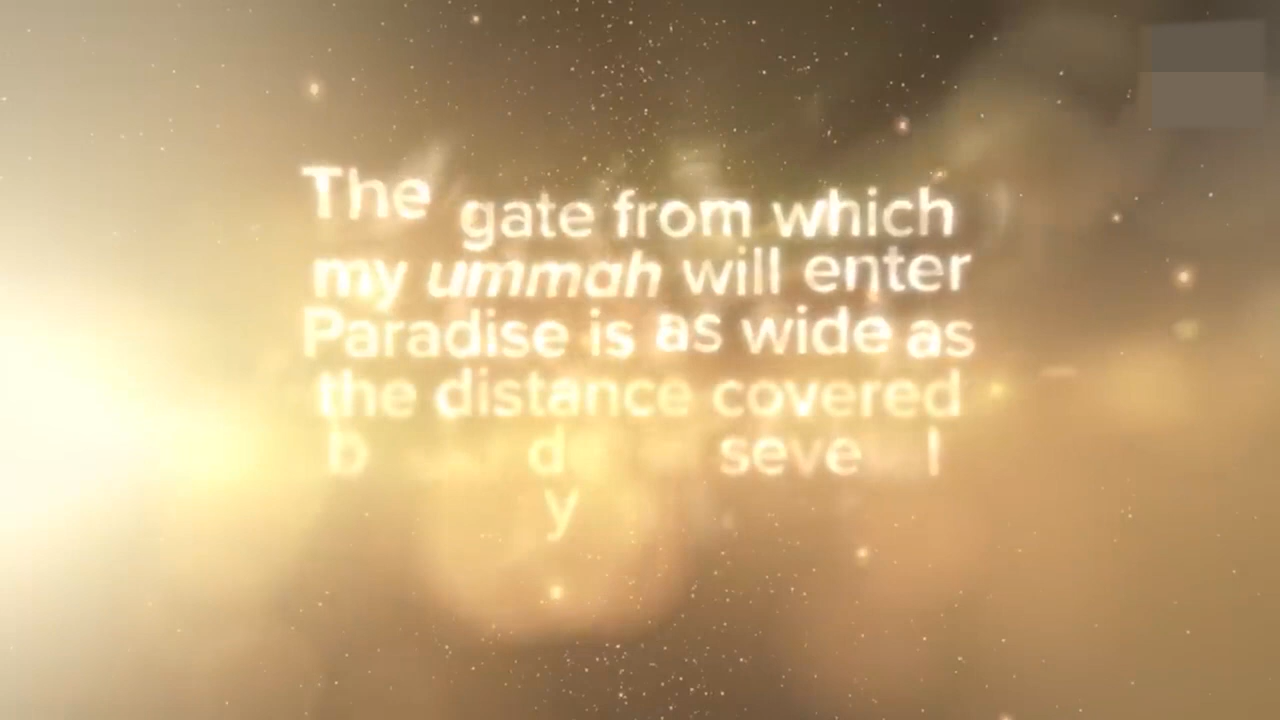 The gate from which
my ummah will enter
Paradise is as wide as
the distance covered